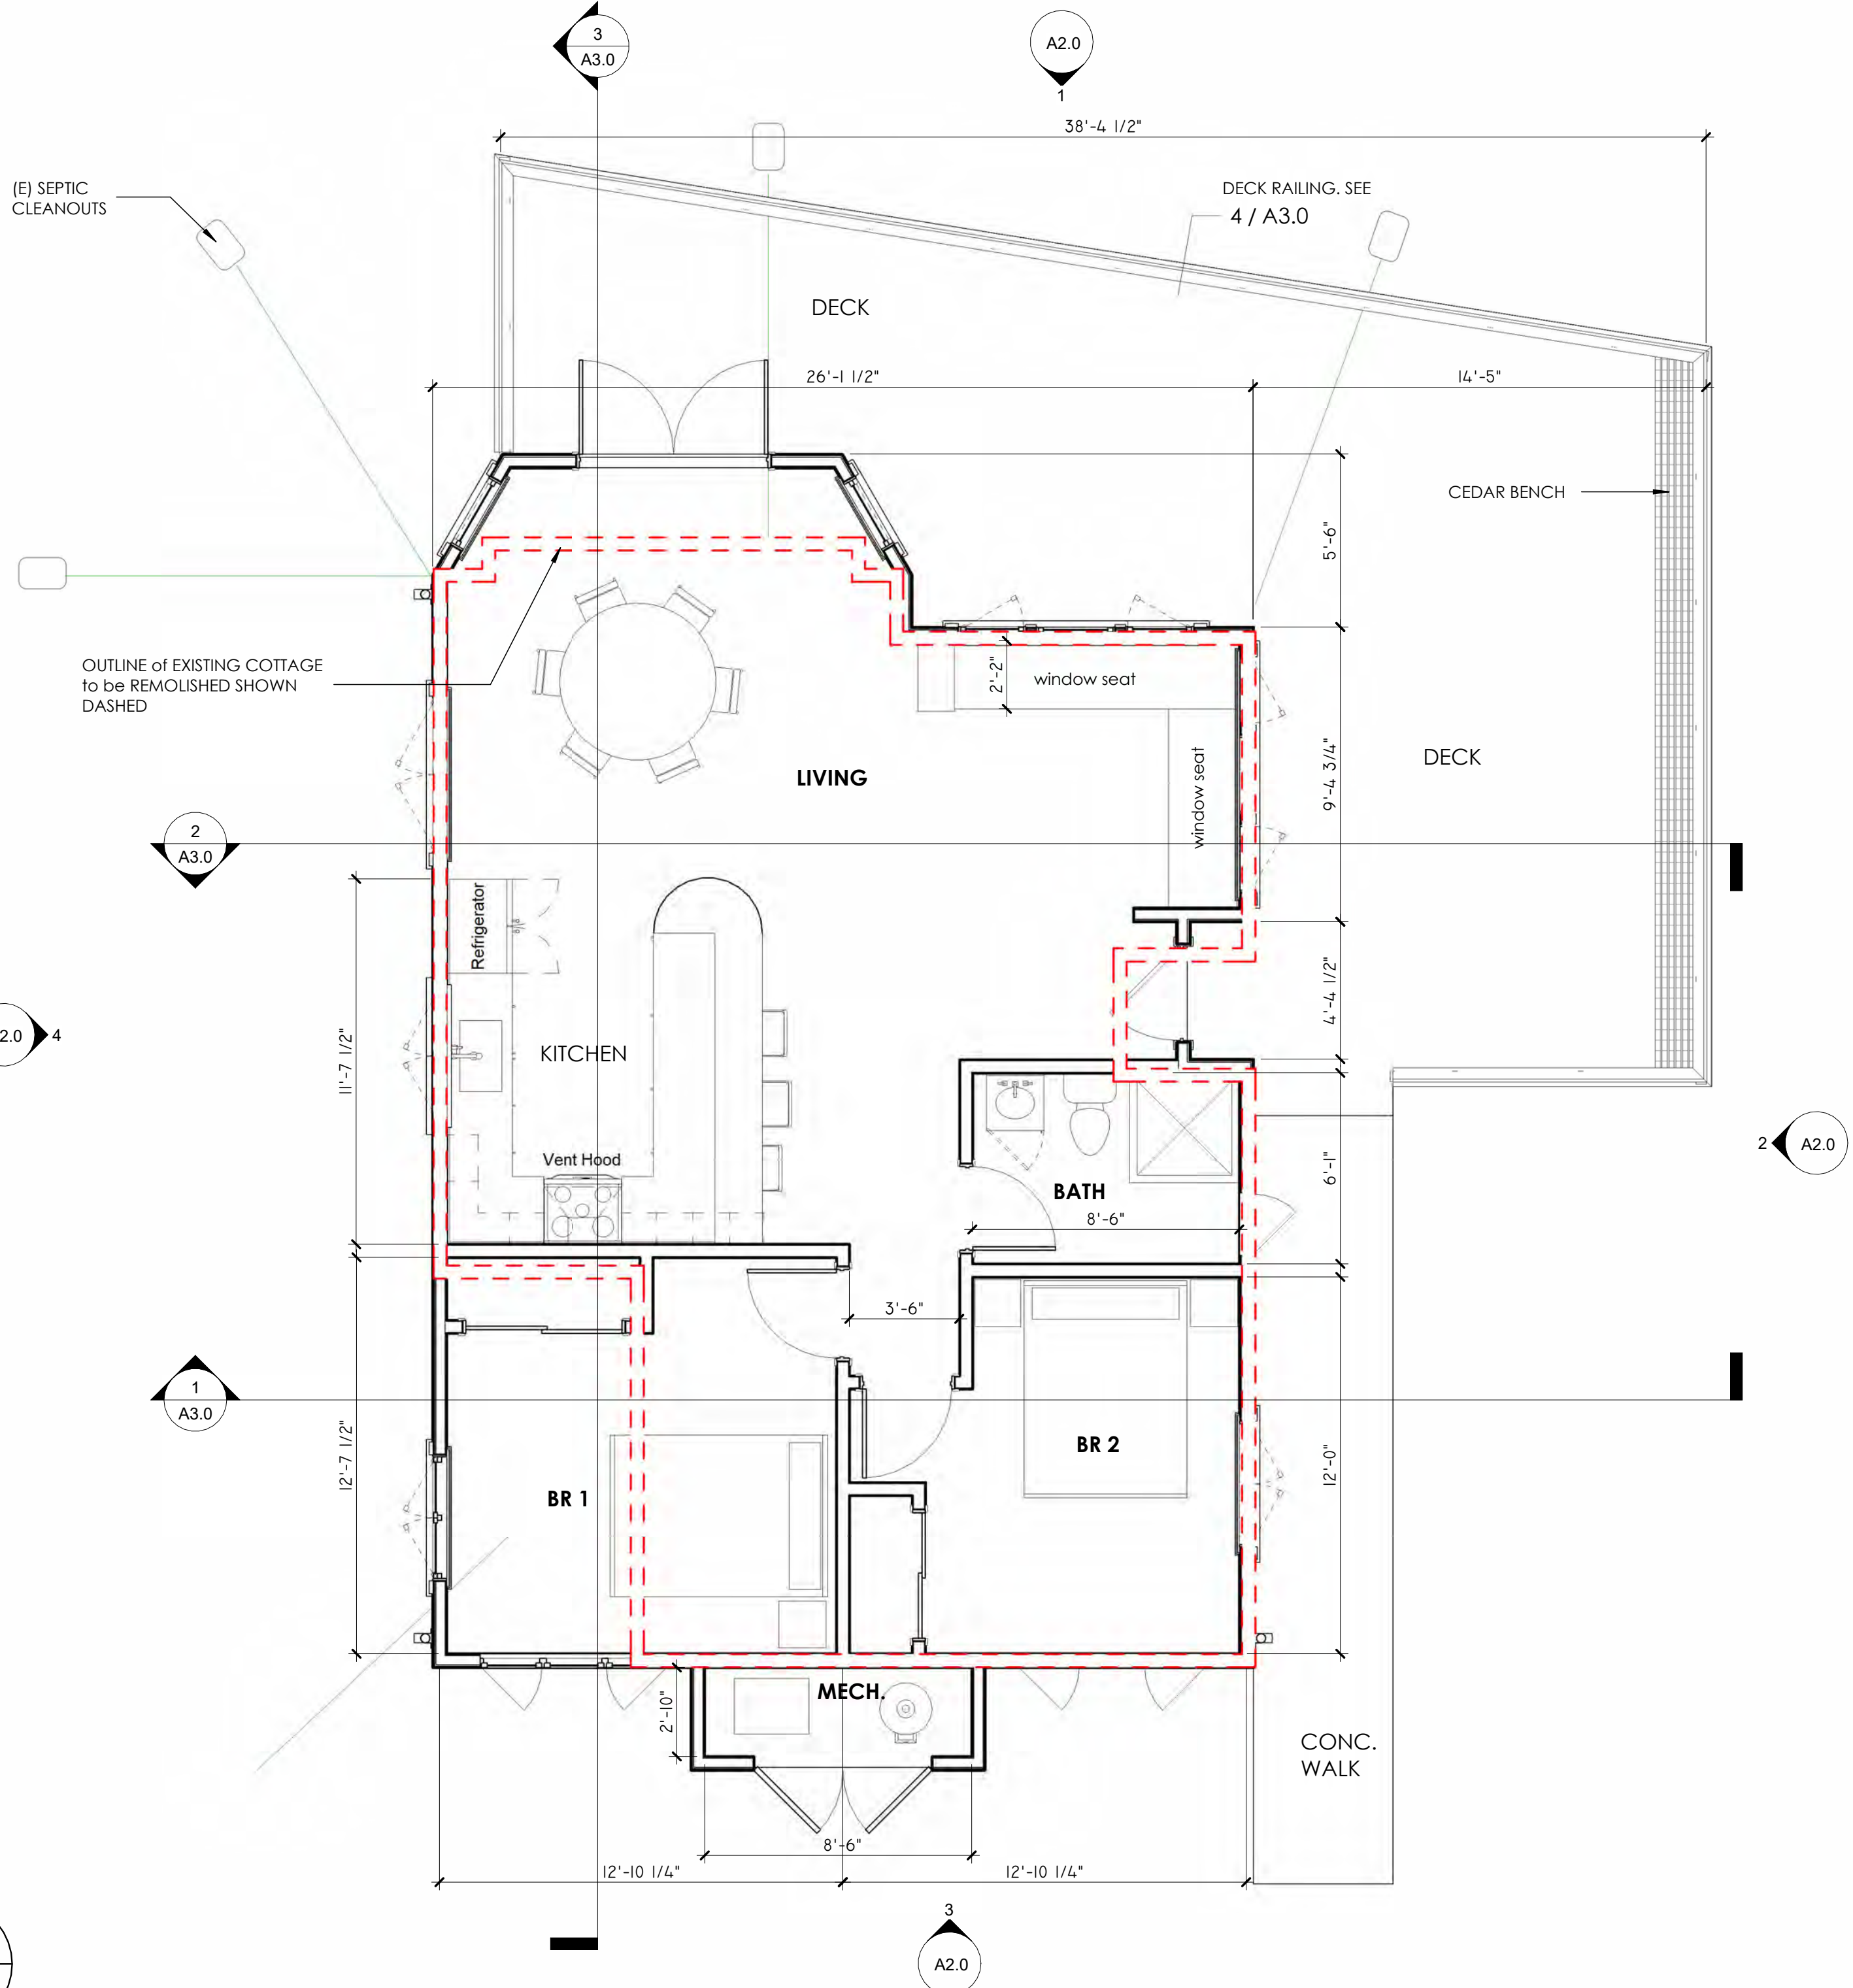 3
A3.0
A2.0
1
38'-4 1/2"
(E) SEPTIC
CLEANOUTS
DECK RAILING. SEE
4 / A3.0
DECK
26'-1 1/2"
14'-5"
CEDAR BENCH
5'-6"
OUTLINE of EXISTING COTTAGE
to be REMOLISHED SHOWN
DASHED
2'-2"
window seat
LIVING
window seat
9'-4 3/4"
DECK
2
A3.0
Refrigerator
4'-4 1/2"
2.0
4
11'-7 1/2"
KITCHEN
Vent Hood
BATH
8'-6"
6'-1"
2
A2.0
3'-6"
1
A3.0
12'-7 1/2"
BR 1
BR 2
12'-0"
MECH.
2'-10"
CONC.
WALK
8'-6"
12'-10 1/4"
12'-10 1/4"
3
A2.0